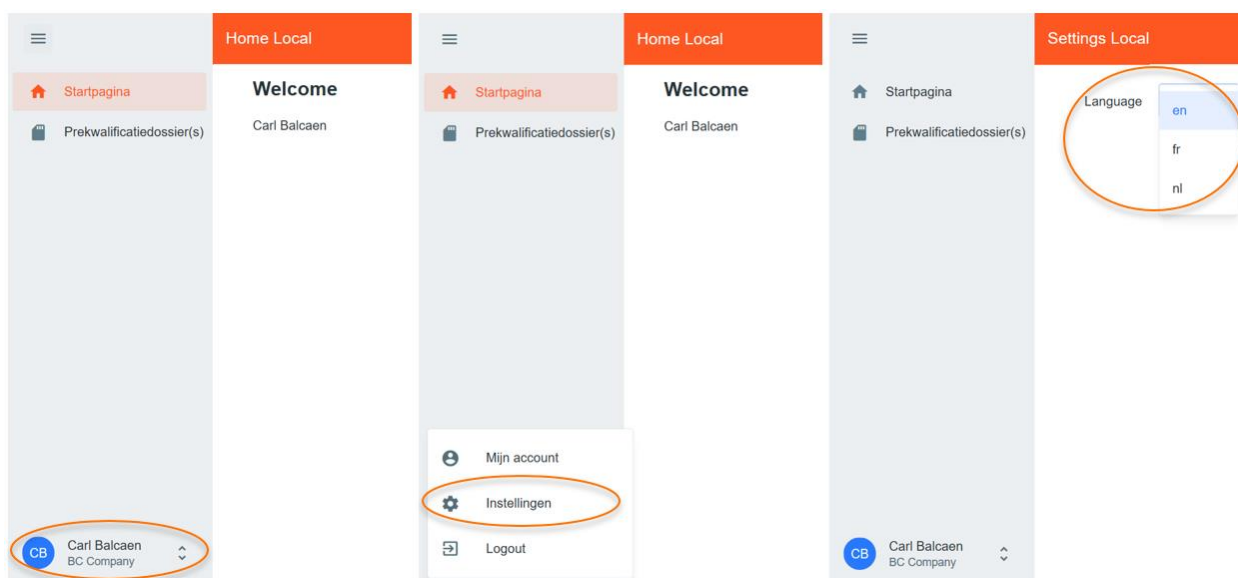 Home Local
Startpagina
Prekwalificatiedossier(s)
Welcome
Carl Balcaen
CB
Carl Balcaen
BC Company
Home Local
Startpagina
Prekwalificatiedossier(s)
Welcome
Carl Balcaen
Mijn account
Instellingen
Logout
Settings Local
Startpagina
Prekwalificatiedossier(s)
Language
en
fr
nl
CB
Carl Balcaen
BC Company